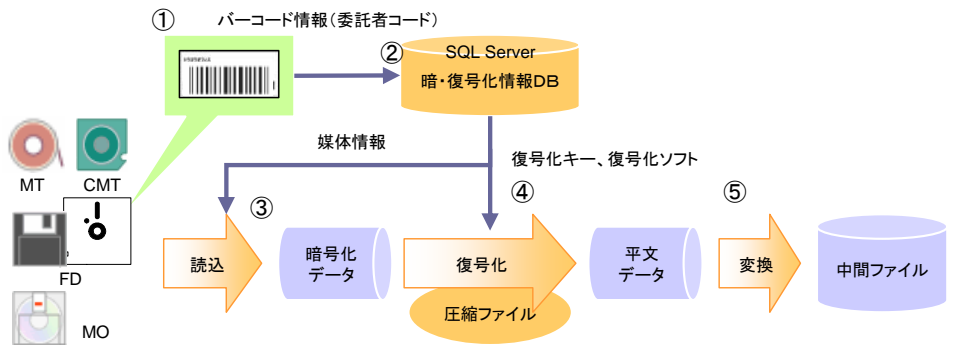 ① バーコード情報(委託者コード)
② SQL Server
暗・復号化情報DB
媒体情報
復号化キー、復号化ソフト
MT
CMT
③
④
⑤
読込
暗号化
データ
復号化
平文
データ
変換
中間ファイル
FD
圧縮ファイル
MO